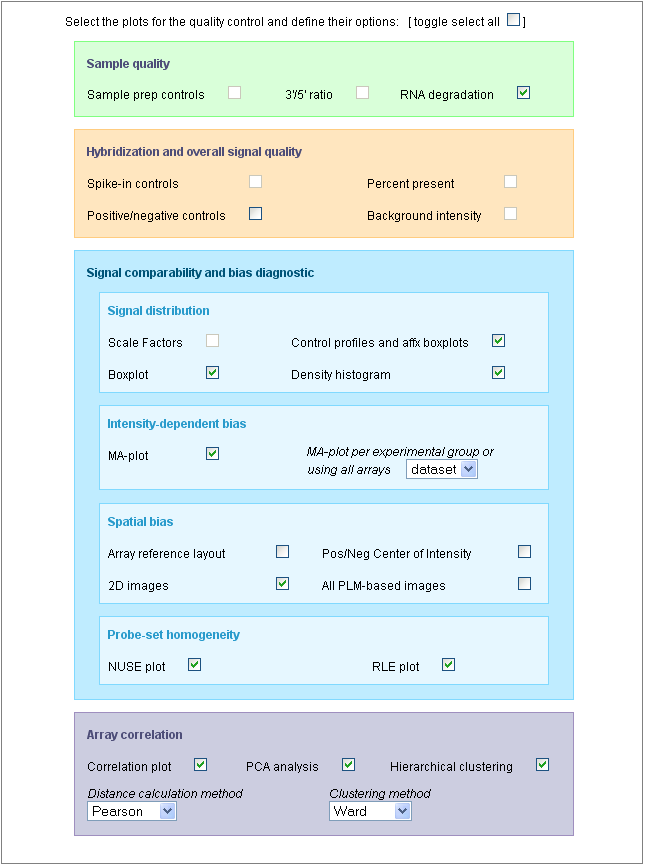 Select the plots for the quality control and define their options: [ toggle select all ]
Sample quality
Sample prep controls 3'/5' ratio RNA degradation
Hybridization and overall signal quality
Spike-in controls Percent present
Positive/negative controls Background intensity
Signal comparability and bias diagnostic
Signal distribution
Scale Factors Control profiles and affx boxplots
Boxplot Density histogram
Intensity-dependent bias
MA-plot MA-plot per experimental group or
using all arrays dataset
Spatial bias
Array reference layout Pos/Neg Center of Intensity
2D images All PLM-based images
Probe-set homogeneity
NUSE plot RLE plot
Array correlation
Correlation plot PCA analysis Hierarchical clustering
Distance calculation method Clustering method
Pearson Ward